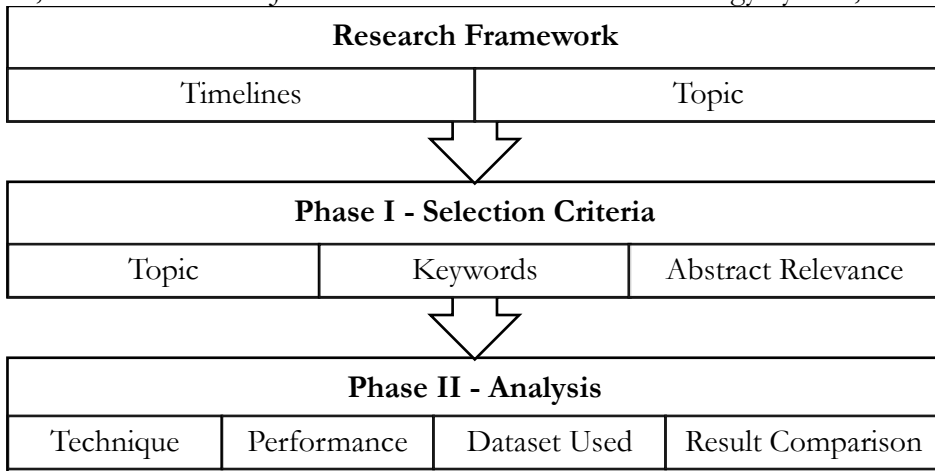 Research Framework
Timelines Topic
Phase I - Selection Criteria
Topic Keywords Abstract Relevance
Phase II - Analysis
Technique Performance Dataset Used Result Comparison